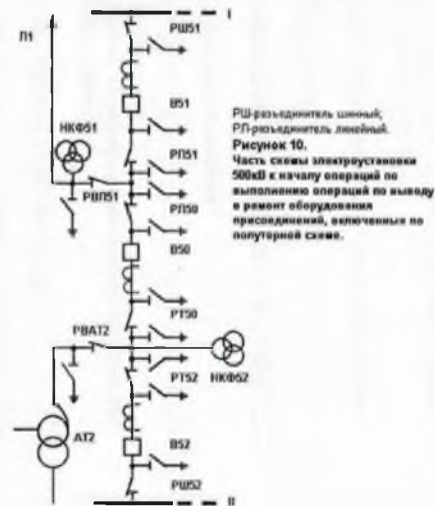 I
Л1
РШ51
В51
НКФ51
РЛ51
РВЛ51
РЛ50
В50
РТ50
РВАТ2
НКФ52
РТ52
АТ2
В52
РШ52
II
РШ-разъединитель шинный;
РЛ-разъединитель линейный.
Рисунок 10.
Часть схемы электроустановки
500кВ к началу операций по
выполнению операций по выводу
в ремонт оборудования
присоединений, включенных по
полуторной схеме.